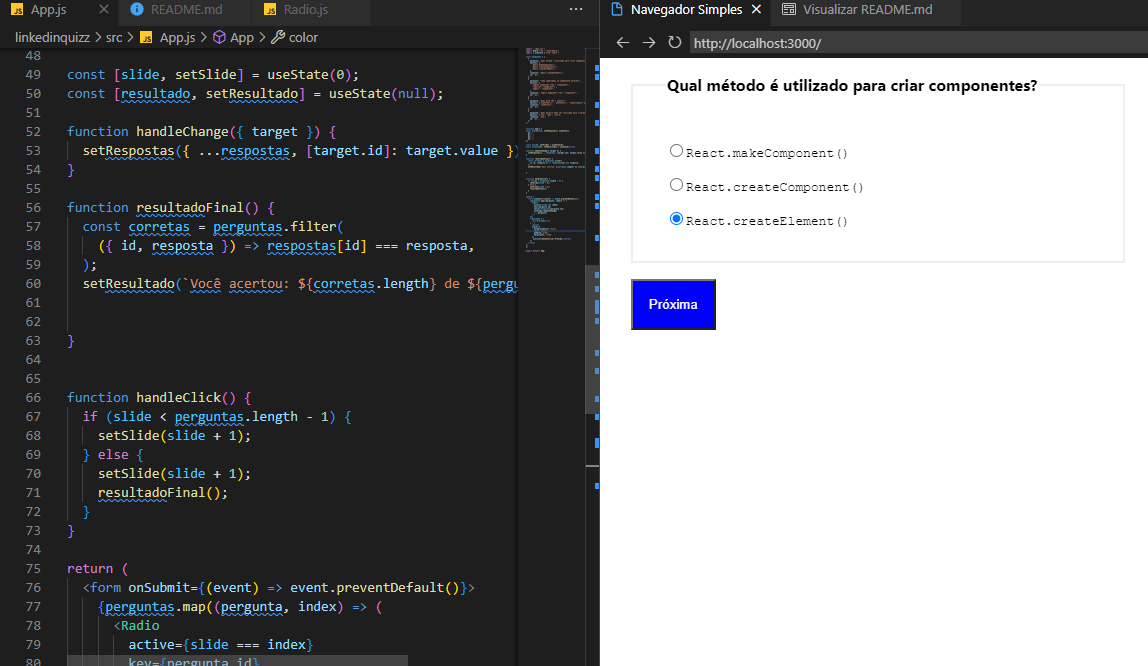 App.js
README.md
Radio.js
linkedinquizz > src > App.js > App > color
48
49 const [slide, setSlide] = useState(0);
50 const [resultado, setResultado] = useState(null);
51
52 function handleChange({ target }) {
53 setRespostas({ ...respostas, [target.id]: target.value })
54 }
55
56 function resultadoFinal() {
57 const corretas = perguntas.filter(
58 ({ id, resposta }) => respostas[id] === resposta,
59 );
60 setResultado(`Você acertou: ${corretas.length} de ${pergu
61
62
63 }
64
65
66 function handleClick() {
67 if (slide < perguntas.length - 1) {
68 setSlide(slide + 1);
69 } else {
70 setSlide(slide + 1);
71 resultadoFinal();
72 }
73 }
74
75 return (
76 <form onSubmit={(event) => event.preventDefault()}>
77 {perguntas.map((pergunta, index) => (
78 <Radio
79 active={slide === index}
80 key={pergunta.id}
Navegador Simples
Visualizar README.md
http://localhost:3000/
Qual método é utilizado para criar componentes?
React.makeComponent()
React.createComponent()
React.createElement()
Próxima